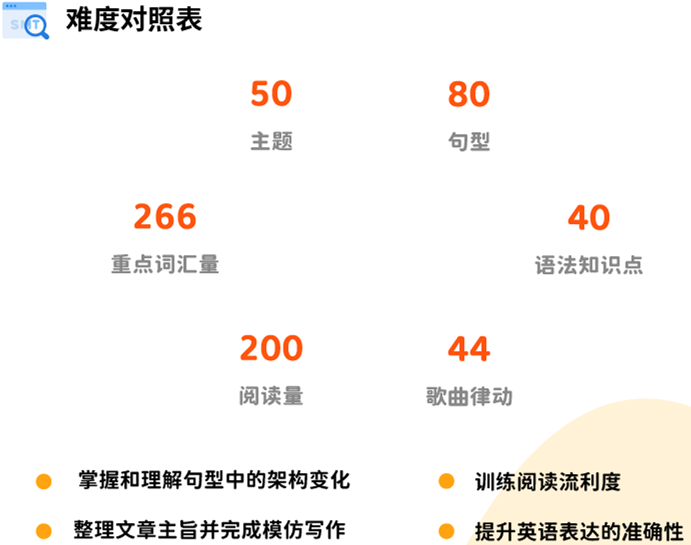 SMT
难度对照表
50
主题
80
句型
266
重点词汇量
40
语法知识点
200
阅读量
44
歌曲律动
掌握和理解句型中的架构变化
训练阅读流利度
整理文章主旨并完成模仿写作
提升英语表达的准确性